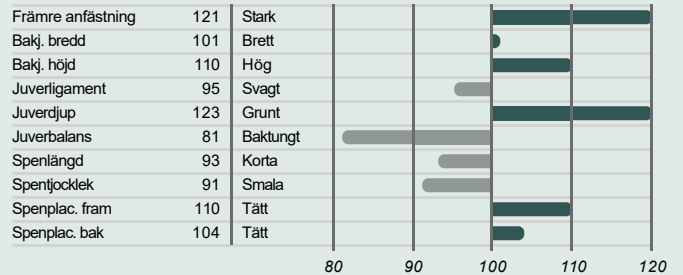 Främre anfästning 121 Stark
Bakj. bredd 101 Brett
Bakj. höjd 110 Hög
Juverligament 95 Svagt
Juverdjup 123 Grunt
Juverbalans 81 Baktungt
Spenlängd 93 Korta
Spentjocklek 91 Smala
Spenplac. fram 110 Tätt
Spenplac. bak 104 Tätt
80 90 100 110 120